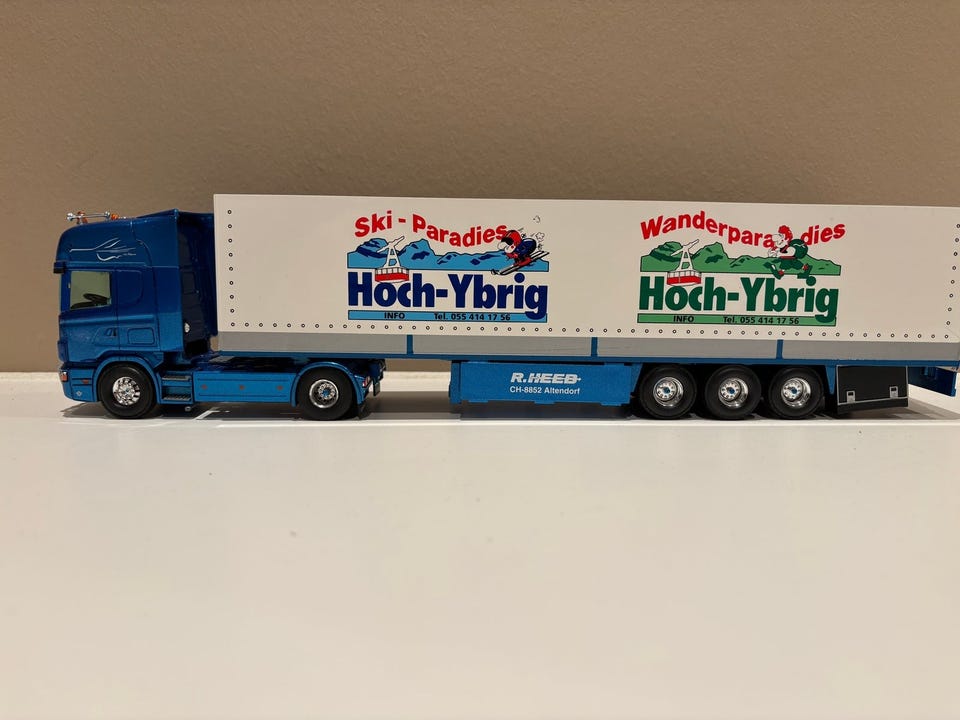 Ski - Paradies
Hoch-Ybrig
INFO Tel. 055 414 17 56
Wanderparadies
Hoch-Ybrig
INFO Tel. 055 414 17 56
R.HEEB
CH-8852 Altendorf